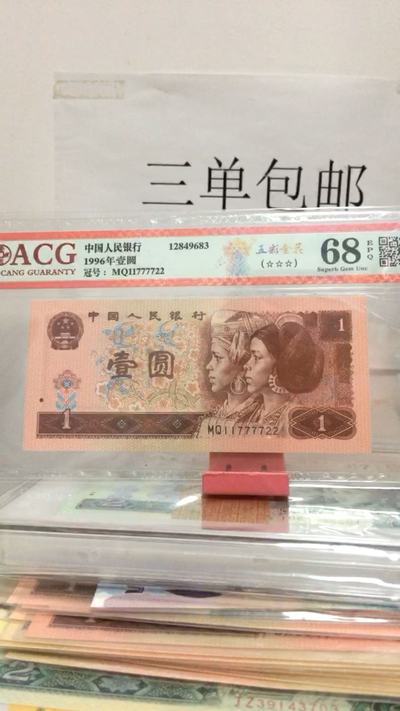 三单包邮
ACG
CANG GUARANTY
中国人民银行
1996年壹圆
冠号： MQ11777722
12849683
五彩金花
(☆☆☆)
68
EPQ
Superb Gem Unc
中国人民银行
1
壹圆
1
1
MQ11777722